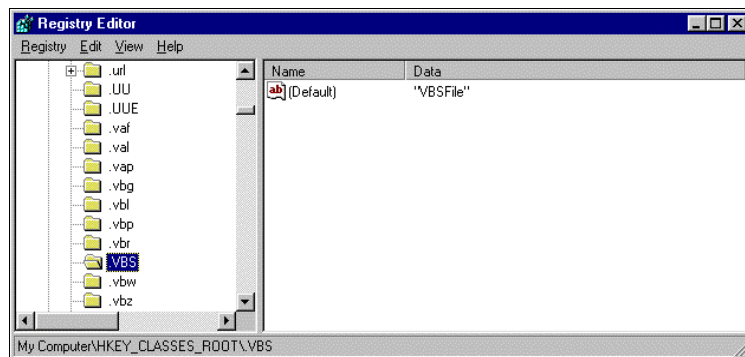 Registry Editor
Registry Edit View Help
.url
.UU
.UUE
.vaf
.val
.vap
.vbg
.vbl
.vbp
.vbr
.VBS
.vbw
.vbz
Name Data
ab (Default) "VBSFile"
My Computer\HKEY_CLASSES_ROOT\.VBS